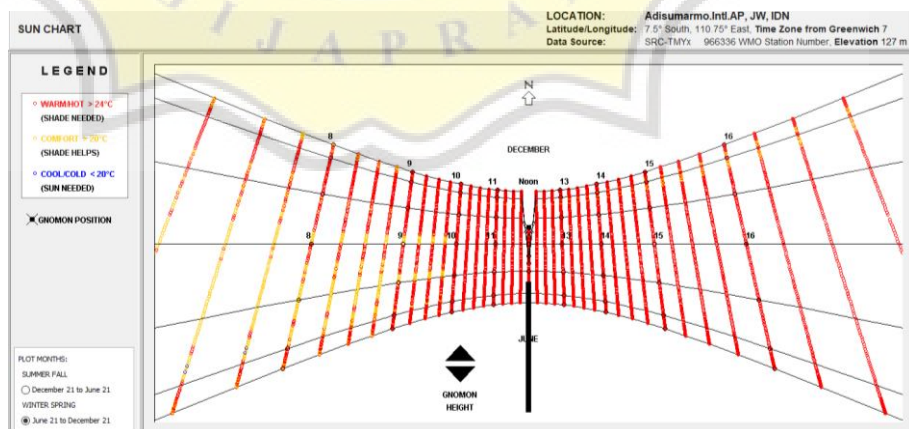 I J A P R A
SUN CHART
LOCATION: Adisumarmo.Intl.AP, JW, IDN
Latitude/Longitude: 7.5° South, 110.75° East, Time Zone from Greenwich 7
Data Source: SRC-TMYx 966336 WMO Station Number, Elevation 127 m
LEGEND
WARM/HOT > 24°C
(SHADE NEEDED)
COMFORT > 20°C
(SHADE HELPS)
COOL/COLD < 20°C
(SUN NEEDED)
GNOMON POSITION
N
DECEMBER
8 9 10 11 Noon 13 14 15 16
8 9 10 11 13 14 15 16
JUNE
GNOMON
HEIGHT
PLOT MONTHS:
SUMMER FALL
December 21 to June 21
WINTER SPRING
June 21 to December 21